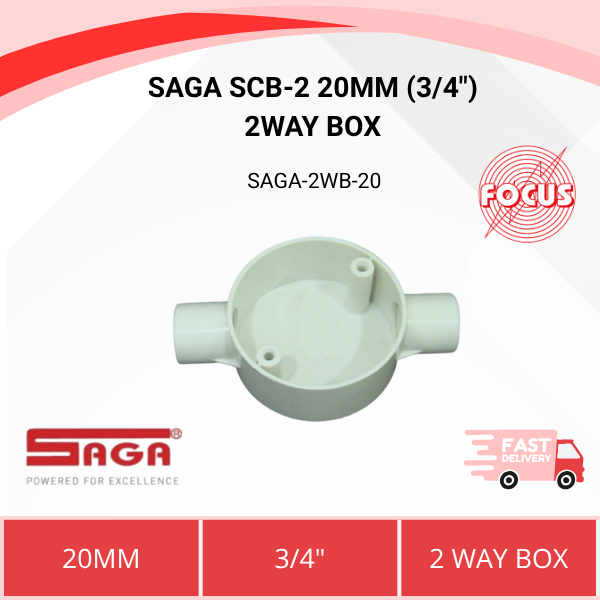 SAGA SCB-2 20MM (3/4")
2WAY BOX
SAGA-2WB-20
FOCUS
SAGA®
POWERED FOR EXCELLENCE
FAST
DELIVERY
20MM
3/4"
2 WAY BOX